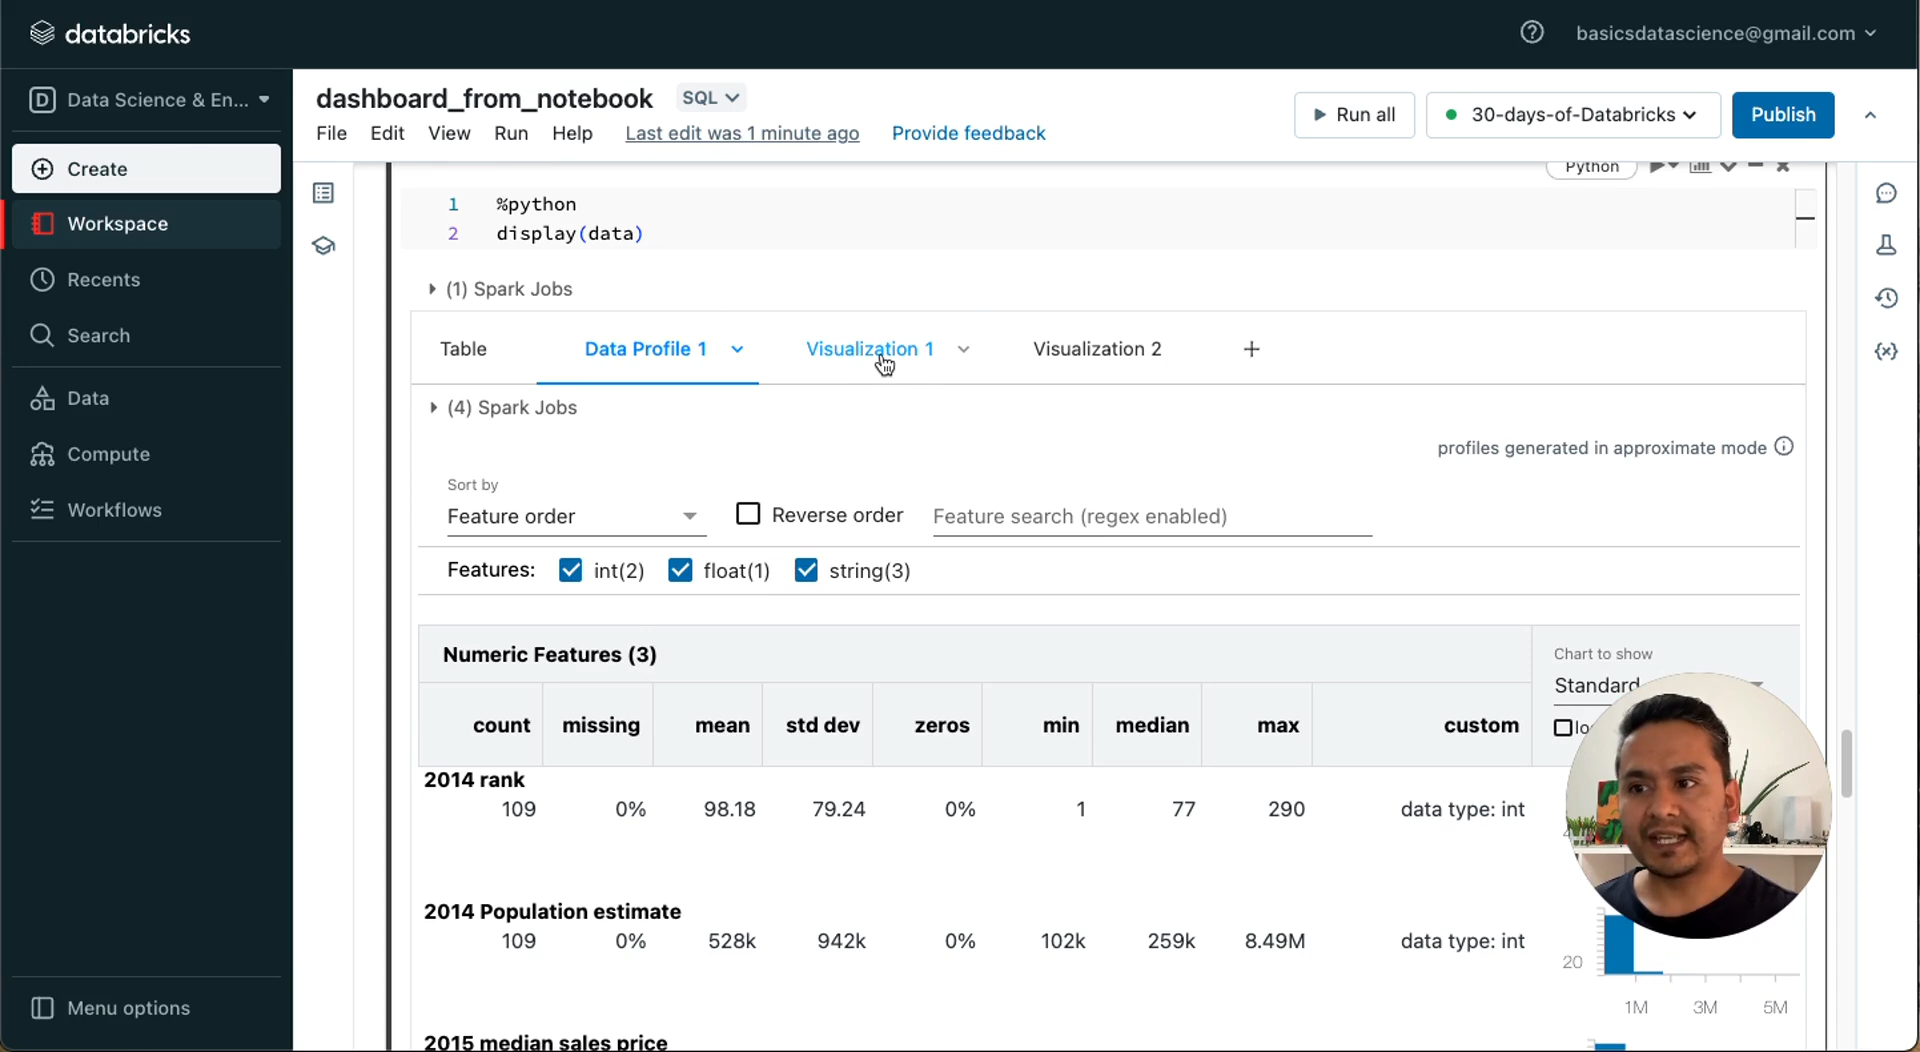 databricks
basicsdatascience@gmail.com
Data Science & En...
Create
Workspace
Recents
Search
Data
Compute
Workflows
Menu options
dashboard_from_notebook SQL
File Edit View Run Help Last edit was 1 minute ago Provide feedback
Run all 30-days-of-Databricks Publish
Python
1 %python
2 display(data)
(1) Spark Jobs
Table Data Profile 1 Visualization 1 Visualization 2 +
(4) Spark Jobs
profiles generated in approximate mode
Sort by
Feature order Reverse order Feature search (regex enabled)
Features: int(2) float(1) string(3)
Numeric Features (3)
Chart to show
Standard
count missing mean std dev zeros min median max custom
2014 rank
109 0% 98.18 79.24 0% 1 77 290 data type: int
2014 Population estimate
109 0% 528k 942k 0% 102k 259k 8.49M data type: int
20
1M 3M 5M
2015 median sales price